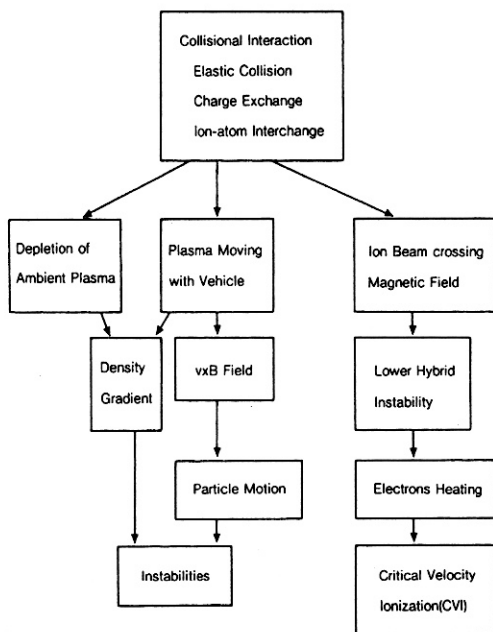 Collisional Interaction
Elastic Collision
Charge Exchange
Ion-atom Interchange
Depletion of
Ambient Plasma
Plasma Moving
with Vehicle
Ion Beam crossing
Magnetic Field
Density
Gradient
vxB Field
Lower Hybrid
Instability
Particle Motion
Electrons Heating
Instabilities
Critical Velocity
Ionization(CVI)